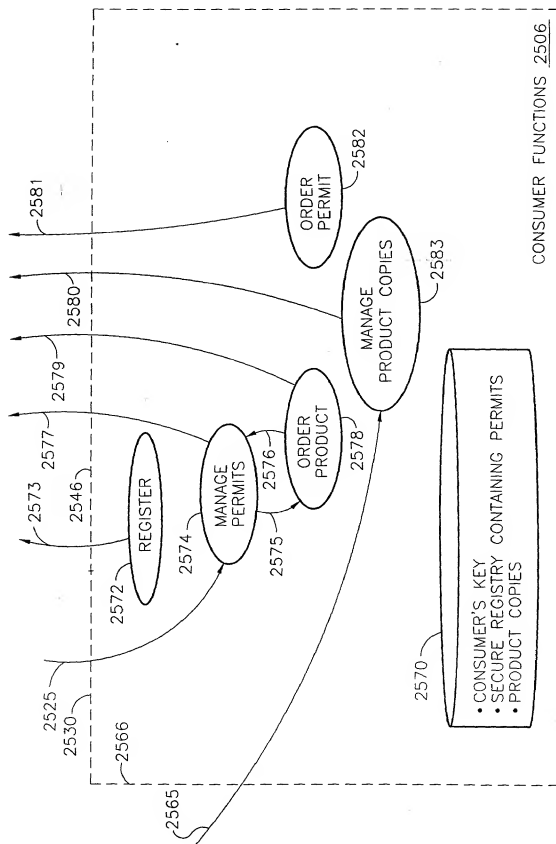 2581
2580
2579
2577
2573
2546
2525
2530
2566
2565
REGISTER
2572
MANAGE
PERMITS
2574
2575
2576
ORDER
PRODUCT
2578
ORDER
PERMIT
2582
MANAGE
PRODUCT COPIES
2583
2570
• CONSUMER'S KEY
• SECURE REGISTRY CONTAINING PERMITS
• PRODUCT COPIES
CONSUMER FUNCTIONS 2506